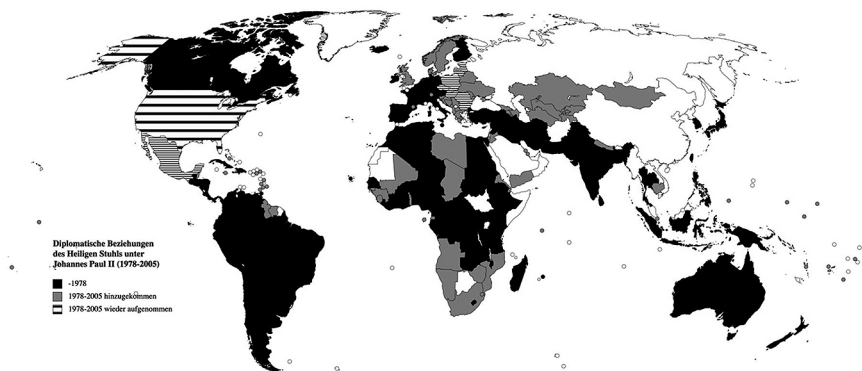 Diplomatische Beziehungen
des Heiligen Stuhls unter
Johannes Paul II (1978-2005)
-1978
1978-2005 hinzugekommen
1978-2005 wieder aufgenommen